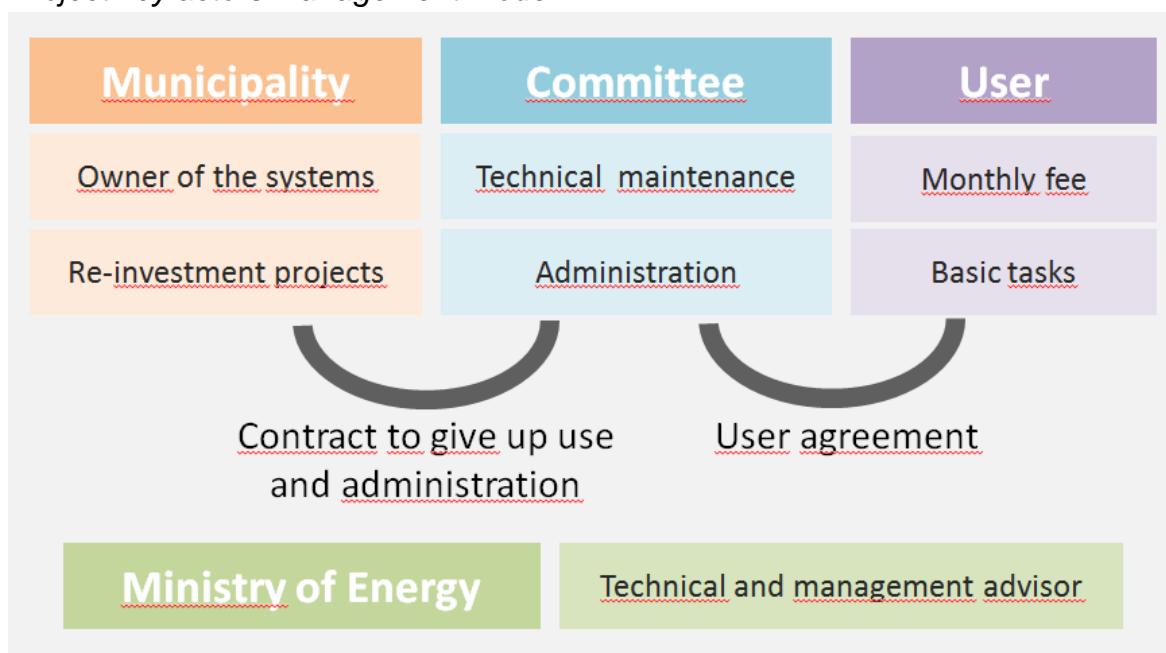 Municipality
Committee
User
Owner of the systems
Technical maintenance
Monthly fee
Re-investment projects
Administration
Basic tasks
Contract to give up use
and administration
User agreement
Ministry of Energy
Technical and management advisor